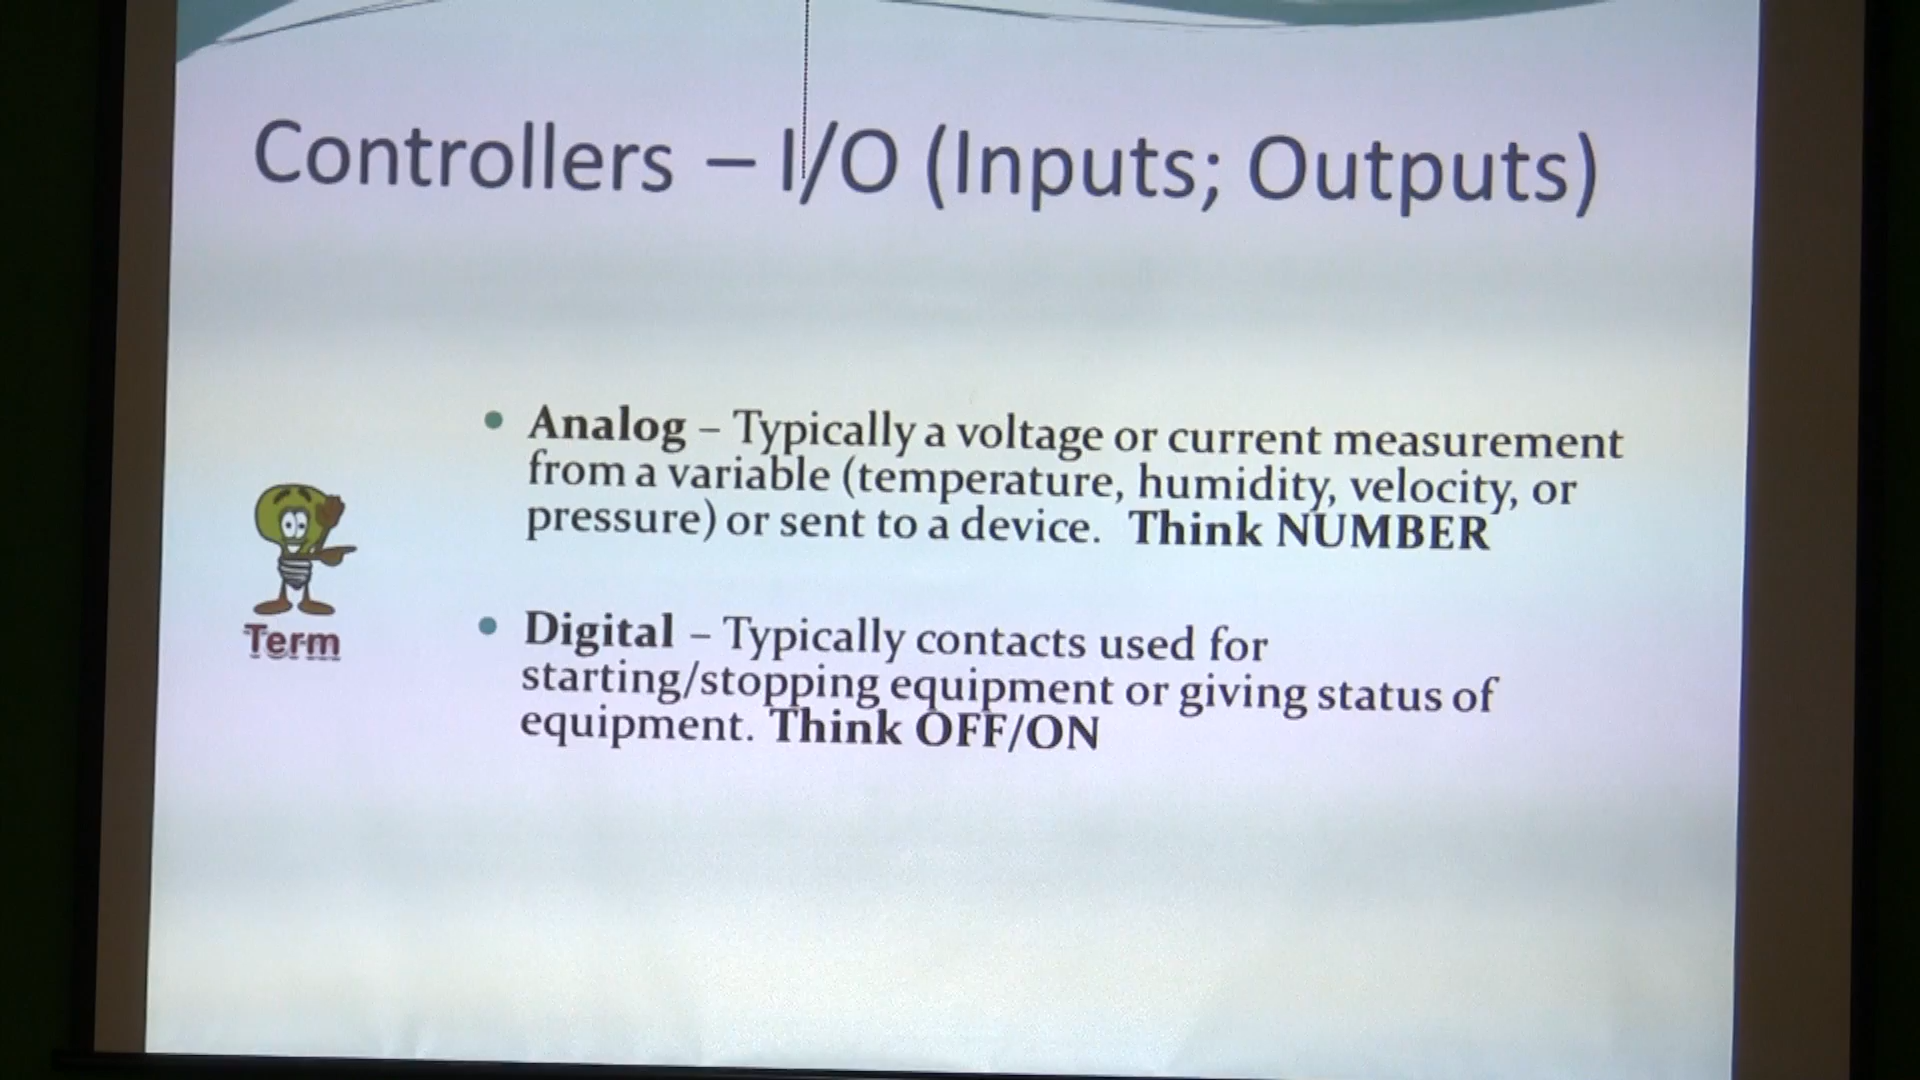 Controllers – I/O (Inputs; Outputs)
• Analog – Typically a voltage or current measurement
from a variable (temperature, humidity, velocity, or
pressure) or sent to a device. Think NUMBER
Term
• Digital – Typically contacts used for
starting/stopping equipment or giving status of
equipment. Think OFF/ON